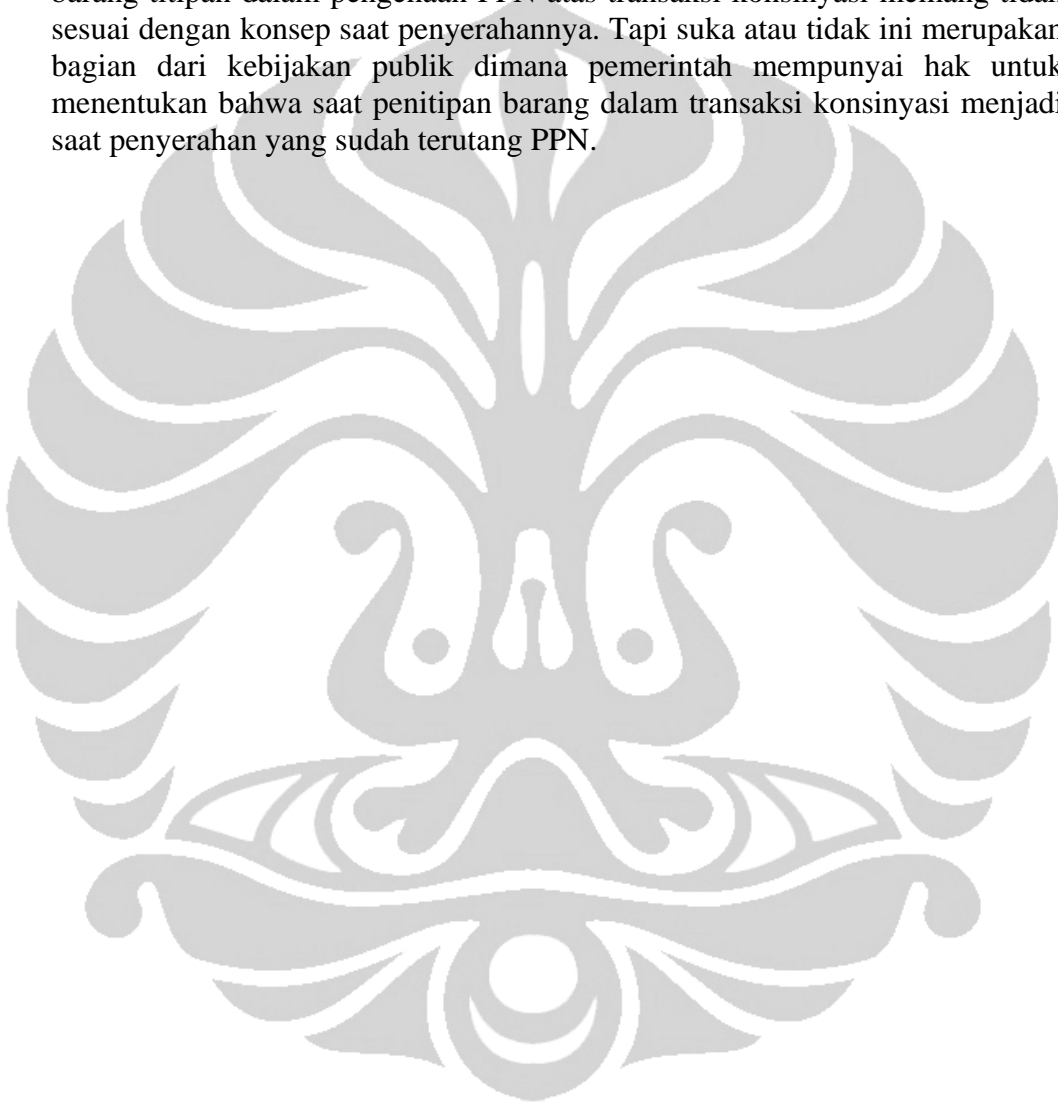 barang titipan dalam pengenaan PPN atas transaksi konsinyasi memang tidak
sesuai dengan konsep saat penyerahannya. Tapi suka atau tidak ini merupakan
bagian dari kebijakan publik dimana pemerintah mempunyai hak untuk
menentukan bahwa saat penitipan barang dalam transaksi konsinyasi menjadi
saat penyerahan yang sudah terutang PPN.